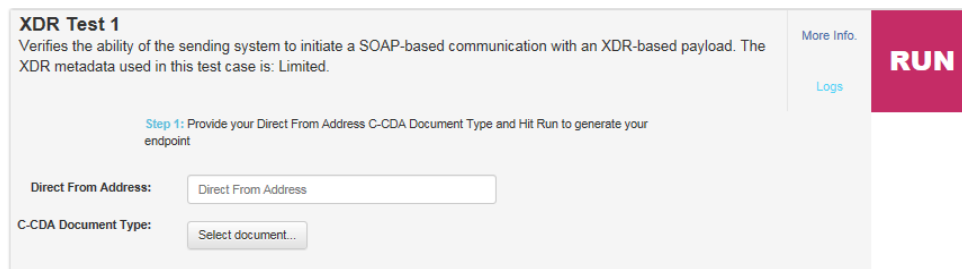 XDR Test 1
Verifies the ability of the sending system to initiate a SOAP-based communication with an XDR-based payload. The
XDR metadata used in this test case is: Limited.
More Info.
Logs
RUN
Step 1: Provide your Direct From Address C-CDA Document Type and Hit Run to generate your
endpoint
Direct From Address:
Direct From Address
C-CDA Document Type:
Select document...